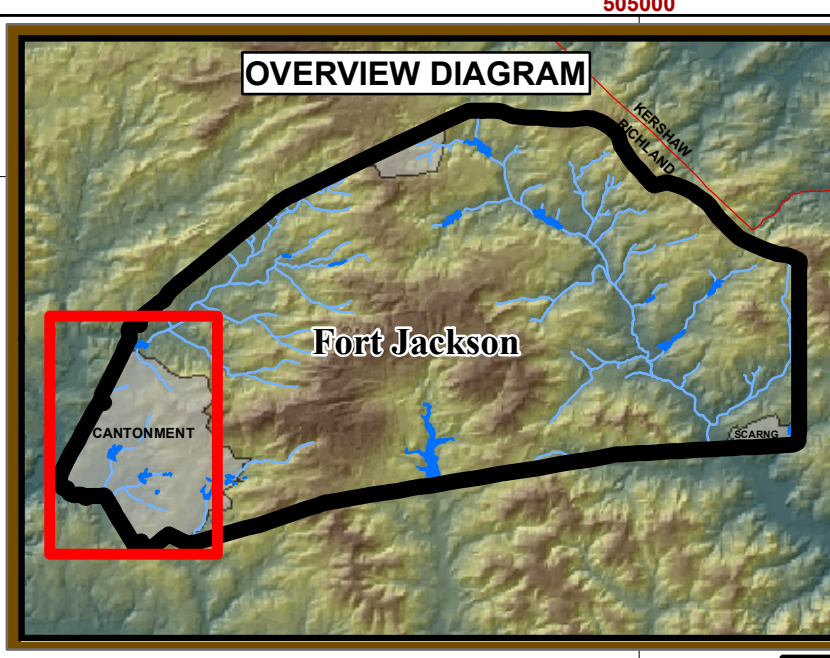 505000
OVERVIEW DIAGRAM
KERSHAW
RICHLAND
Fort Jackson
CANTONMENT
SCARNG